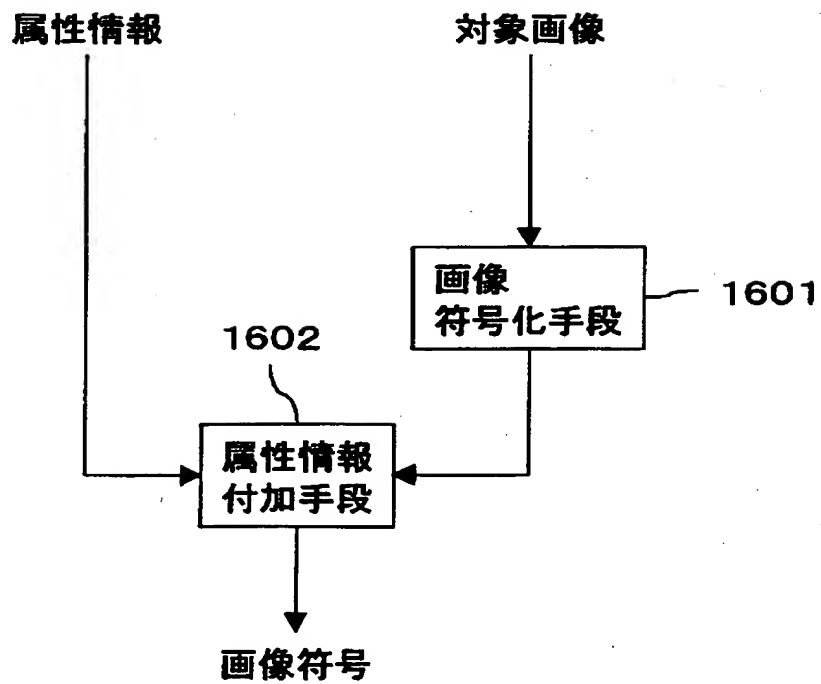 属性情報
対象画像
画像
符号化手段
1601
1602
属性情報
付加手段
画像符号